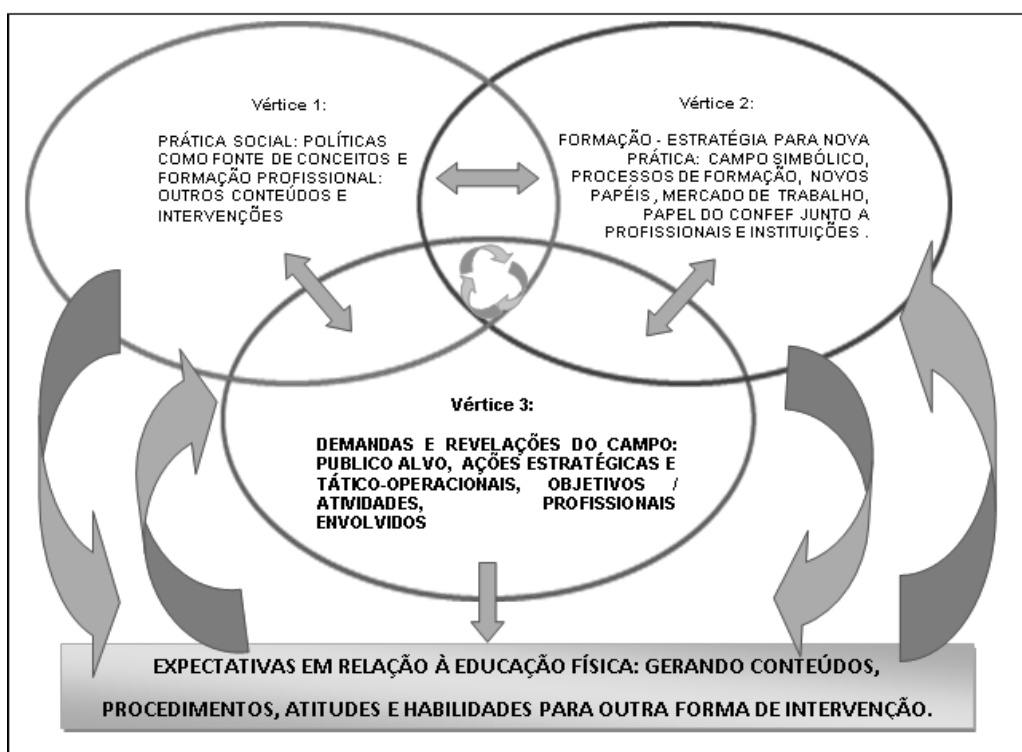 Vértice 1:
PRÁTICA SOCIAL: POLÍTICAS
COMO FONTE DE CONCEITOS E
FORMAÇÃO PROFISSIONAL:
OUTROS CONTEÚDOS E
INTERVENÇÕES
Vértice 2:
FORMAÇÃO - ESTRATÉGIA PARA NOVA
PRÁTICA: CAMPO SIMBÓLICO,
PROCESSOS DE FORMAÇÃO, NOVOS
PAPÉIS , MERCADO DE TRABALHO,
PAPEL DO CONFEF JUNTO A
PROFISSIONAIS E INSTITUIÇÕES .
Vértice 3:
DEMANDAS E REVELAÇÕES DO CAMPO:
PUBLICO ALVO, AÇÕES ESTRATÉGICAS E
TÁTICO-OPERACIONAIS, OBJETIVOS /
ATIVIDADES, PROFISSIONAIS
ENVOLVIDOS
EXPECTATIVAS EM RELAÇÃO À EDUCAÇÃO FÍSICA: GERANDO CONTEÚDOS,
PROCEDIMENTOS, ATITUDES E HABILIDADES PARA OUTRA FORMA DE INTERVENÇÃO.